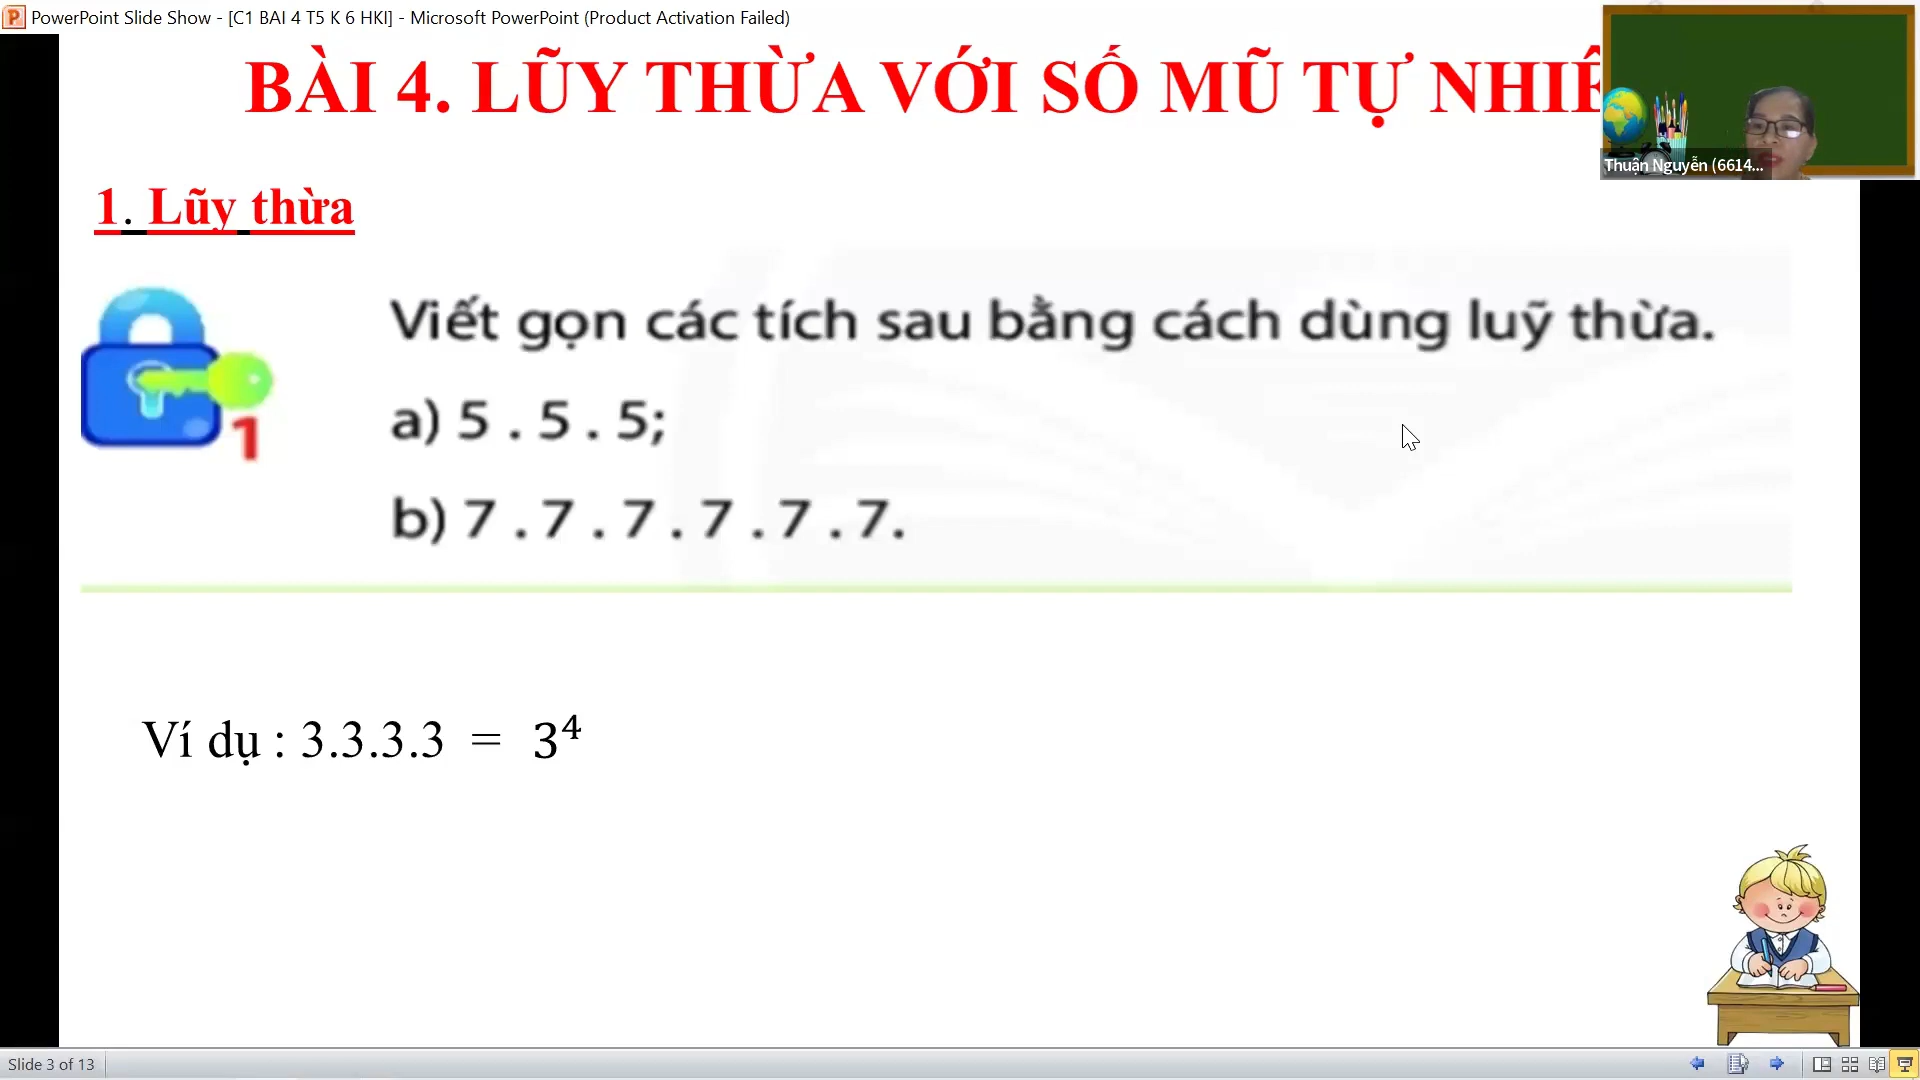 PowerPoint Slide Show - [C1 BAI 4 T5 K 6 HKI] - Microsoft PowerPoint (Product Activation Failed)
BÀI 4. LŨY THỪA VỚI SỐ MŨ TỰ NHIÊ
Thuận Nguyễn (6614...
1. Lũy thừa
Viết gọn các tích sau bằng cách dùng luỹ thừa.
a) 5 . 5 . 5;
1
b) 7 . 7 . 7 . 7 . 7 . 7.
Ví dụ : 3.3.3.3 = 3⁴
Slide 3 of 13